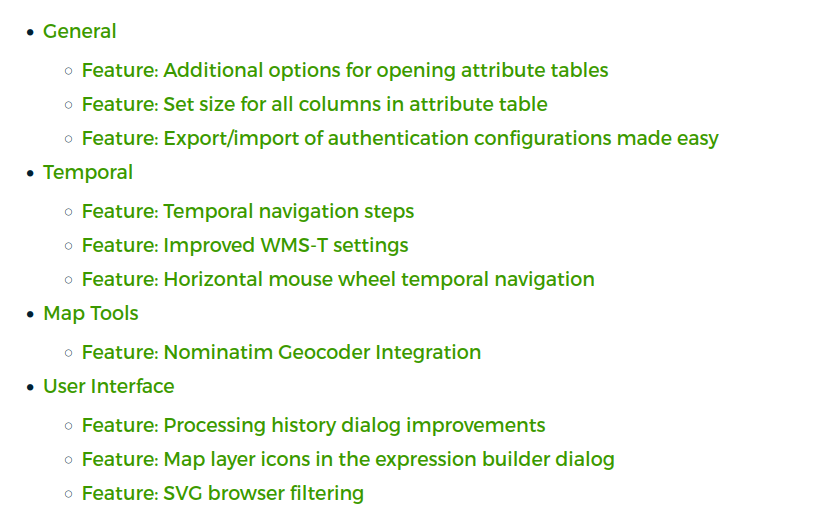 General
Feature: Additional options for opening attribute tables
Feature: Set size for all columns in attribute table
Feature: Export/import of authentication configurations made easy
Temporal
Feature: Temporal navigation steps
Feature: Improved WMS-T settings
Feature: Horizontal mouse wheel temporal navigation
Map Tools
Feature: Nominatim Geocoder Integration
User Interface
Feature: Processing history dialog improvements
Feature: Map layer icons in the expression builder dialog
Feature: SVG browser filtering